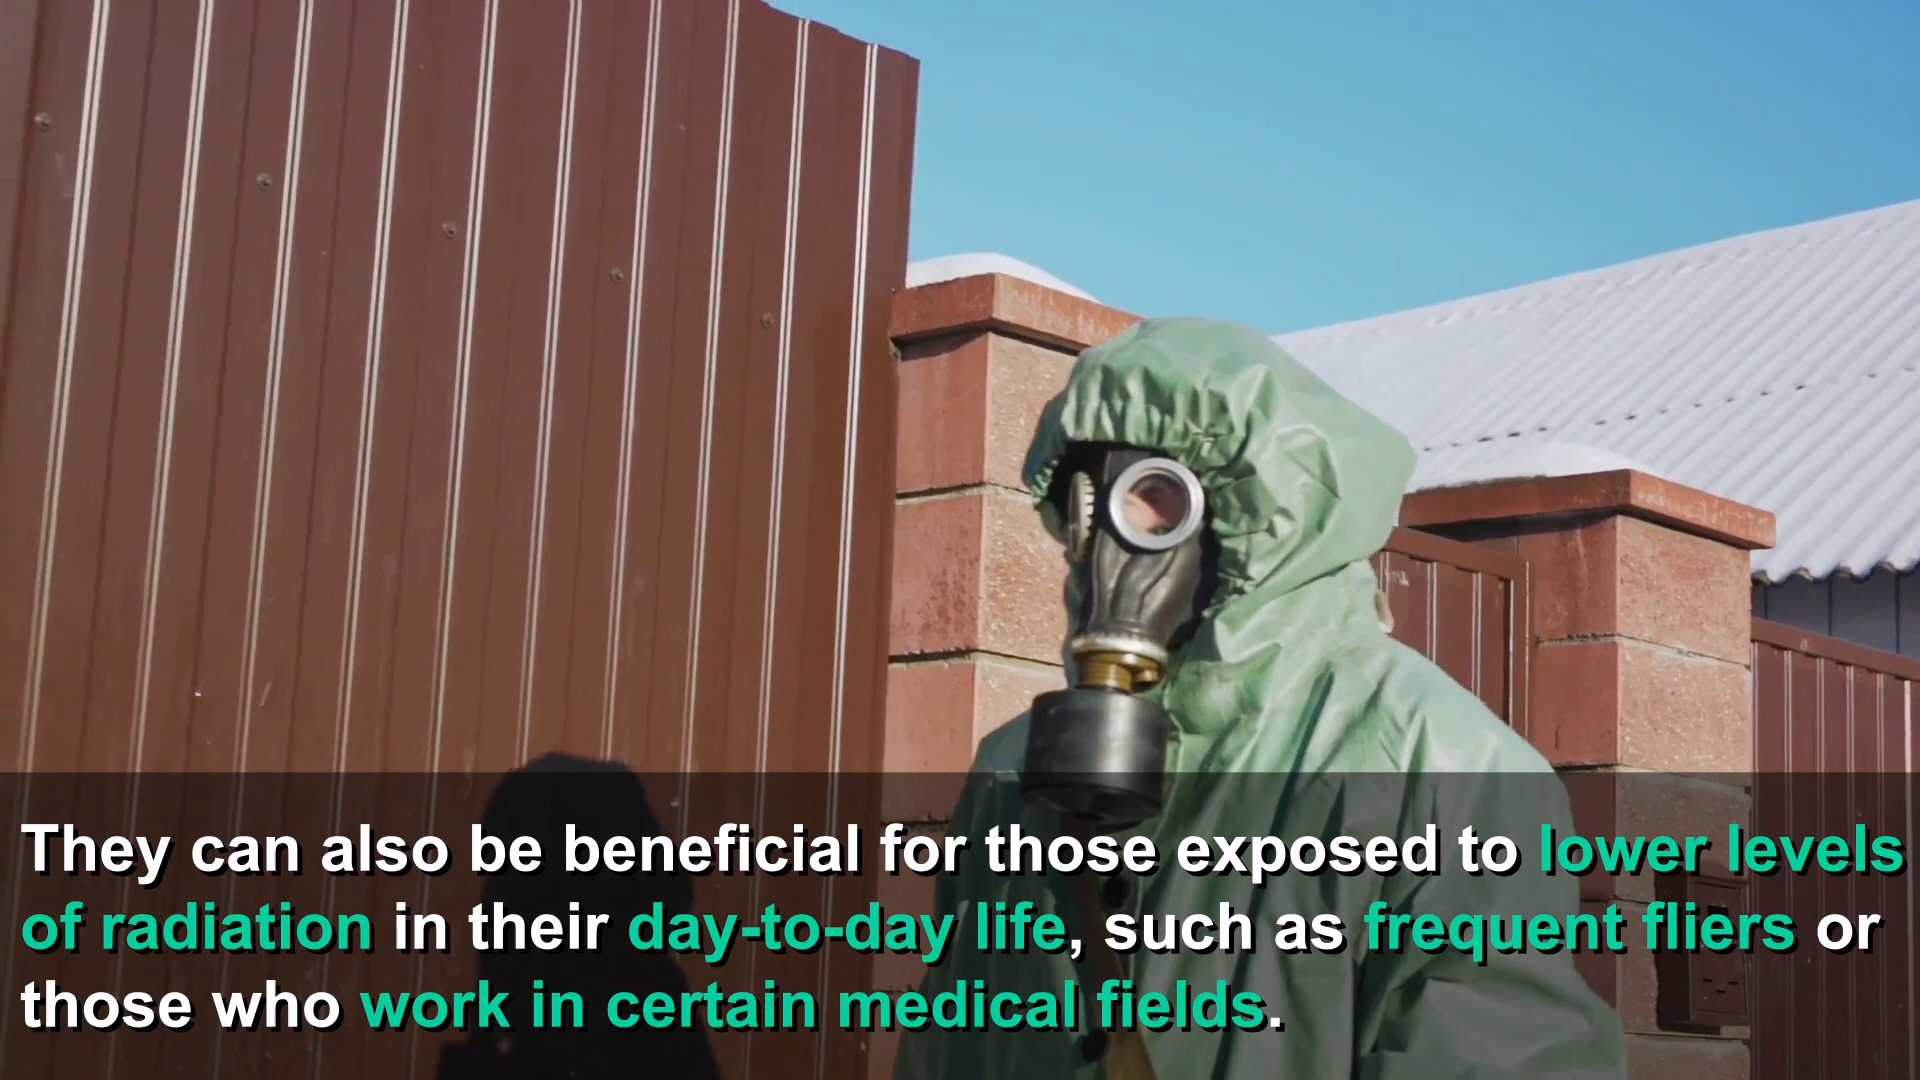 They can also be beneficial for those exposed to lower levels
of radiation in their day-to-day life, such as frequent fliers or
those who work in certain medical fields.